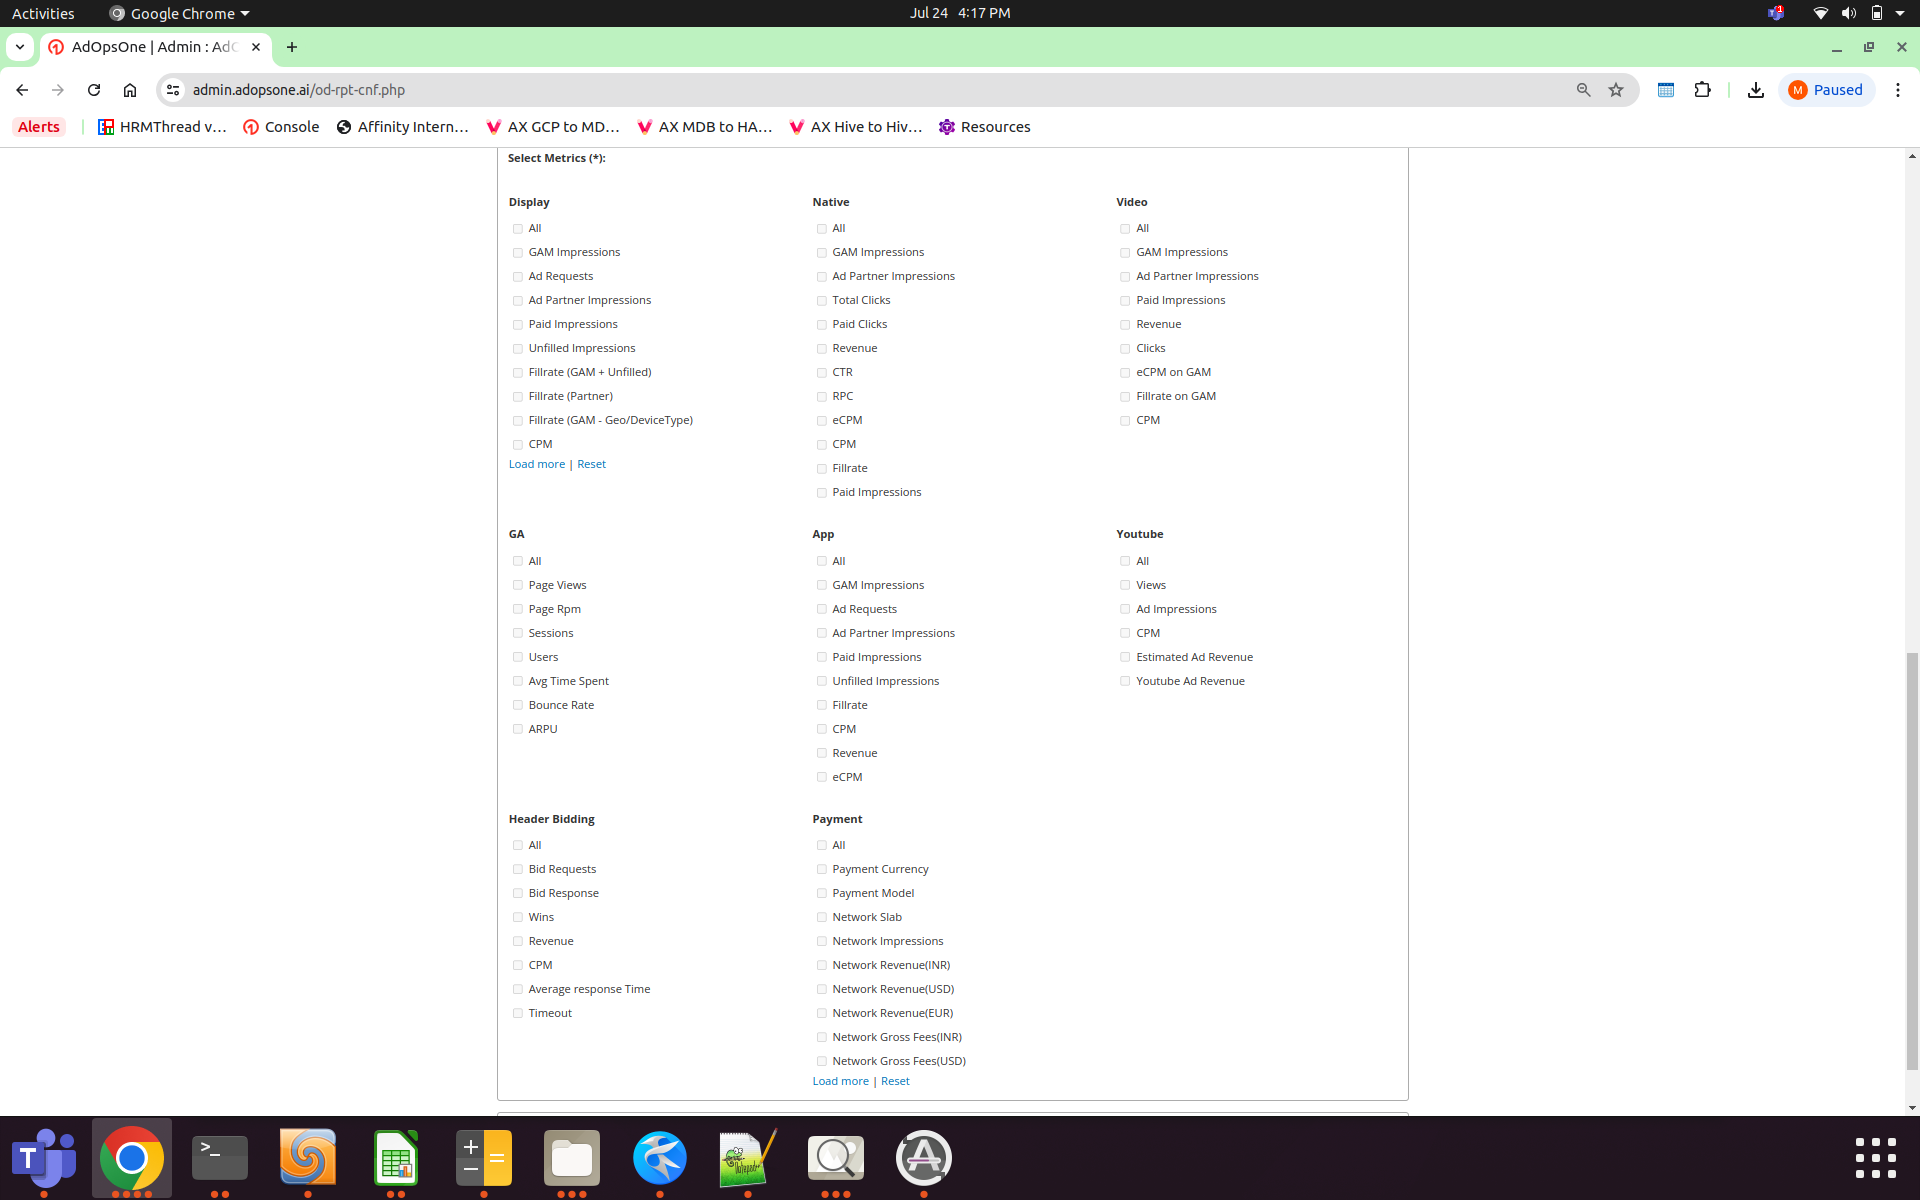 Activities
Google Chrome
Jul 24 4:17 PM
1
AdOpsOne | Admin : AdO
admin.adopsone.ai/od-rpt-cnf.php
M Paused
Alerts
HRMThread v...
Console
Affinity Intern...
AX GCP to MD...
AX MDB to HA...
AX Hive to Hiv...
Resources
Select Metrics (*):
Display
All
GAM Impressions
Ad Requests
Ad Partner Impressions
Paid Impressions
Unfilled Impressions
Fillrate (GAM + Unfilled)
Fillrate (Partner)
Fillrate (GAM - Geo/DeviceType)
CPM
Load more | Reset
Native
All
GAM Impressions
Ad Partner Impressions
Total Clicks
Paid Clicks
Revenue
CTR
RPC
eCPM
CPM
Fillrate
Paid Impressions
Video
All
GAM Impressions
Ad Partner Impressions
Paid Impressions
Revenue
Clicks
eCPM on GAM
Fillrate on GAM
CPM
GA
All
Page Views
Page Rpm
Sessions
Users
Avg Time Spent
Bounce Rate
ARPU
App
All
GAM Impressions
Ad Requests
Ad Partner Impressions
Paid Impressions
Unfilled Impressions
Fillrate
CPM
Revenue
eCPM
Youtube
All
Views
Ad Impressions
CPM
Estimated Ad Revenue
Youtube Ad Revenue
Header Bidding
All
Bid Requests
Bid Response
Wins
Revenue
CPM
Average response Time
Timeout
Payment
All
Payment Currency
Payment Model
Network Slab
Network Impressions
Network Revenue(INR)
Network Revenue(USD)
Network Revenue(EUR)
Network Gross Fees(INR)
Network Gross Fees(USD)
Load more | Reset